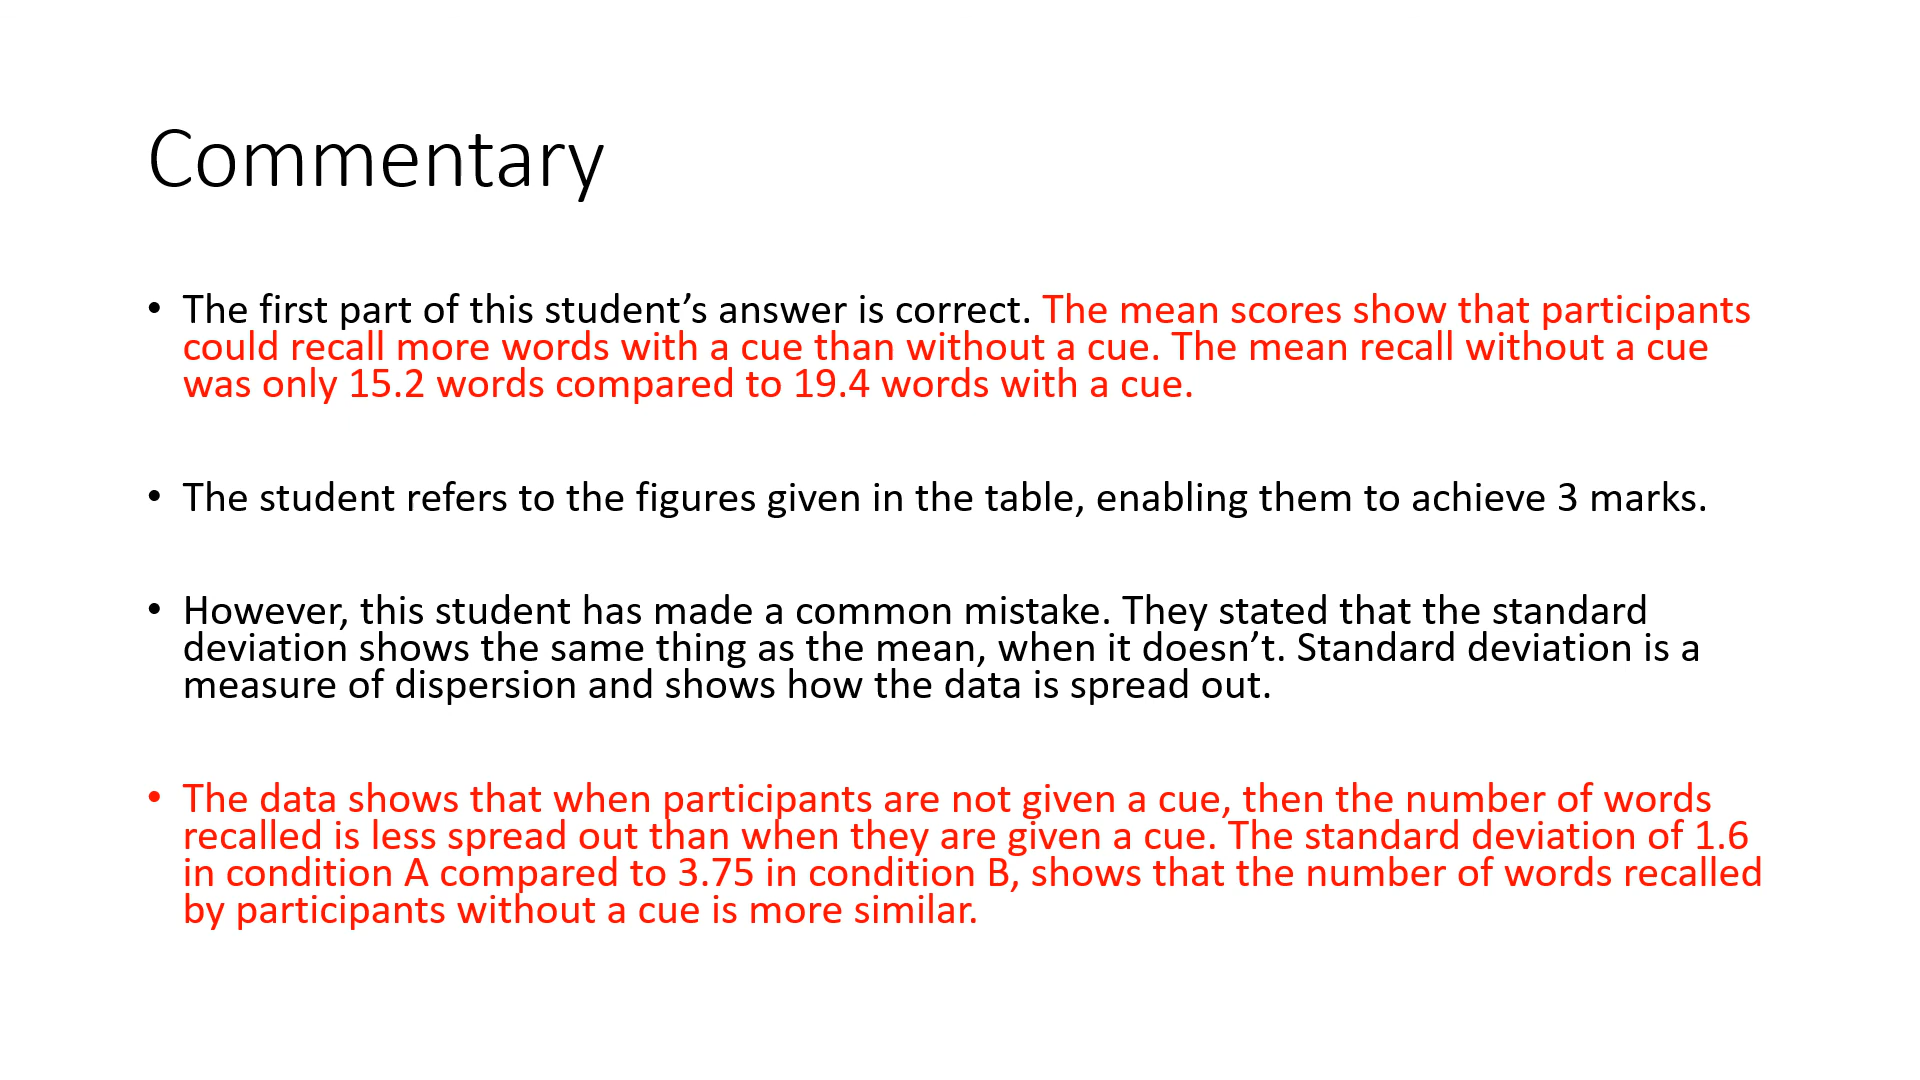 Commentary
• The first part of this student’s answer is correct. The mean scores show that participants
could recall more words with a cue than without a cue. The mean recall without a cue
was only 15.2 words compared to 19.4 words with a cue.
• The student refers to the figures given in the table, enabling them to achieve 3 marks.
• However, this student has made a common mistake. They stated that the standard
deviation shows the same thing as the mean, when it doesn’t. Standard deviation is a
measure of dispersion and shows how the data is spread out.
• The data shows that when participants are not given a cue, then the number of words
recalled is less spread out than when they are given a cue. The standard deviation of 1.6
in condition A compared to 3.75 in condition B, shows that the number of words recalled
by participants without a cue is more similar.